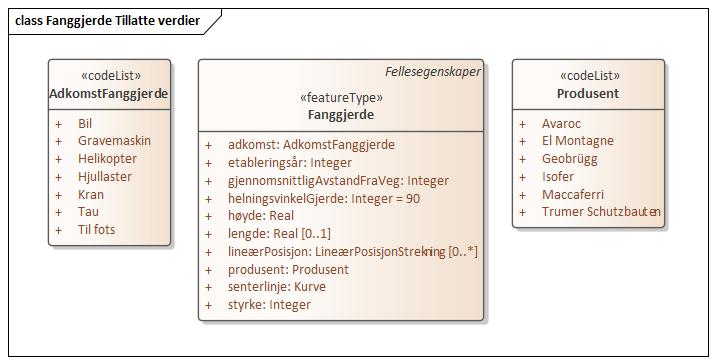 class Fanggjerde Tillatte verdier
«codeList»
AdkomstFanggjerde
+ Bil
+ Gravemaskin
+ Helikopter
+ Hjullaster
+ Kran
+ Tau
+ Til fots
Fellesegenskaper
«featureType»
Fanggjerde
+ adkomst: AdkomstFanggjerde
+ etableringsår: Integer
+ gjennomsnittligAvstandFraVeg: Integer
+ helningsvinkelGjerde: Integer = 90
+ høyde: Real
+ lengde: Real [0..1]
+ lineærPosisjon: LineærPosisjonStrekning [0..*]
+ produsent: Produsent
+ senterlinje: Kurve
+ styrke: Integer
«codeList»
Produsent
+ Avaroc
+ El Montagne
+ Geobrügg
+ Isofer
+ Maccaferri
+ Trumer Schutzbauten